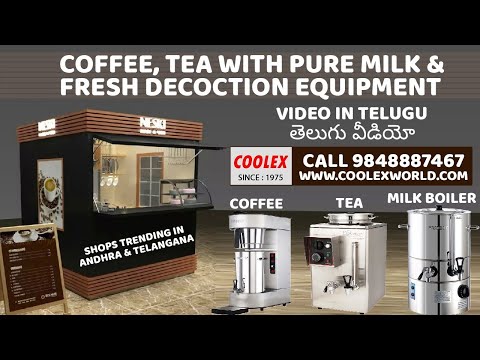 COFFEE, TEA WITH PURE MILK &
FRESH DECOCTION EQUIPMENT
VIDEO IN TELUGU
తెలుగు వీడియో
COOLEX
SINCE : 1975
CALL 9848887467
WWW.COOLEXWORLD.COM
COFFEE
TEA
MILK BOILER
SHOPS TRENDING IN
ANDHRA & TELANGANA